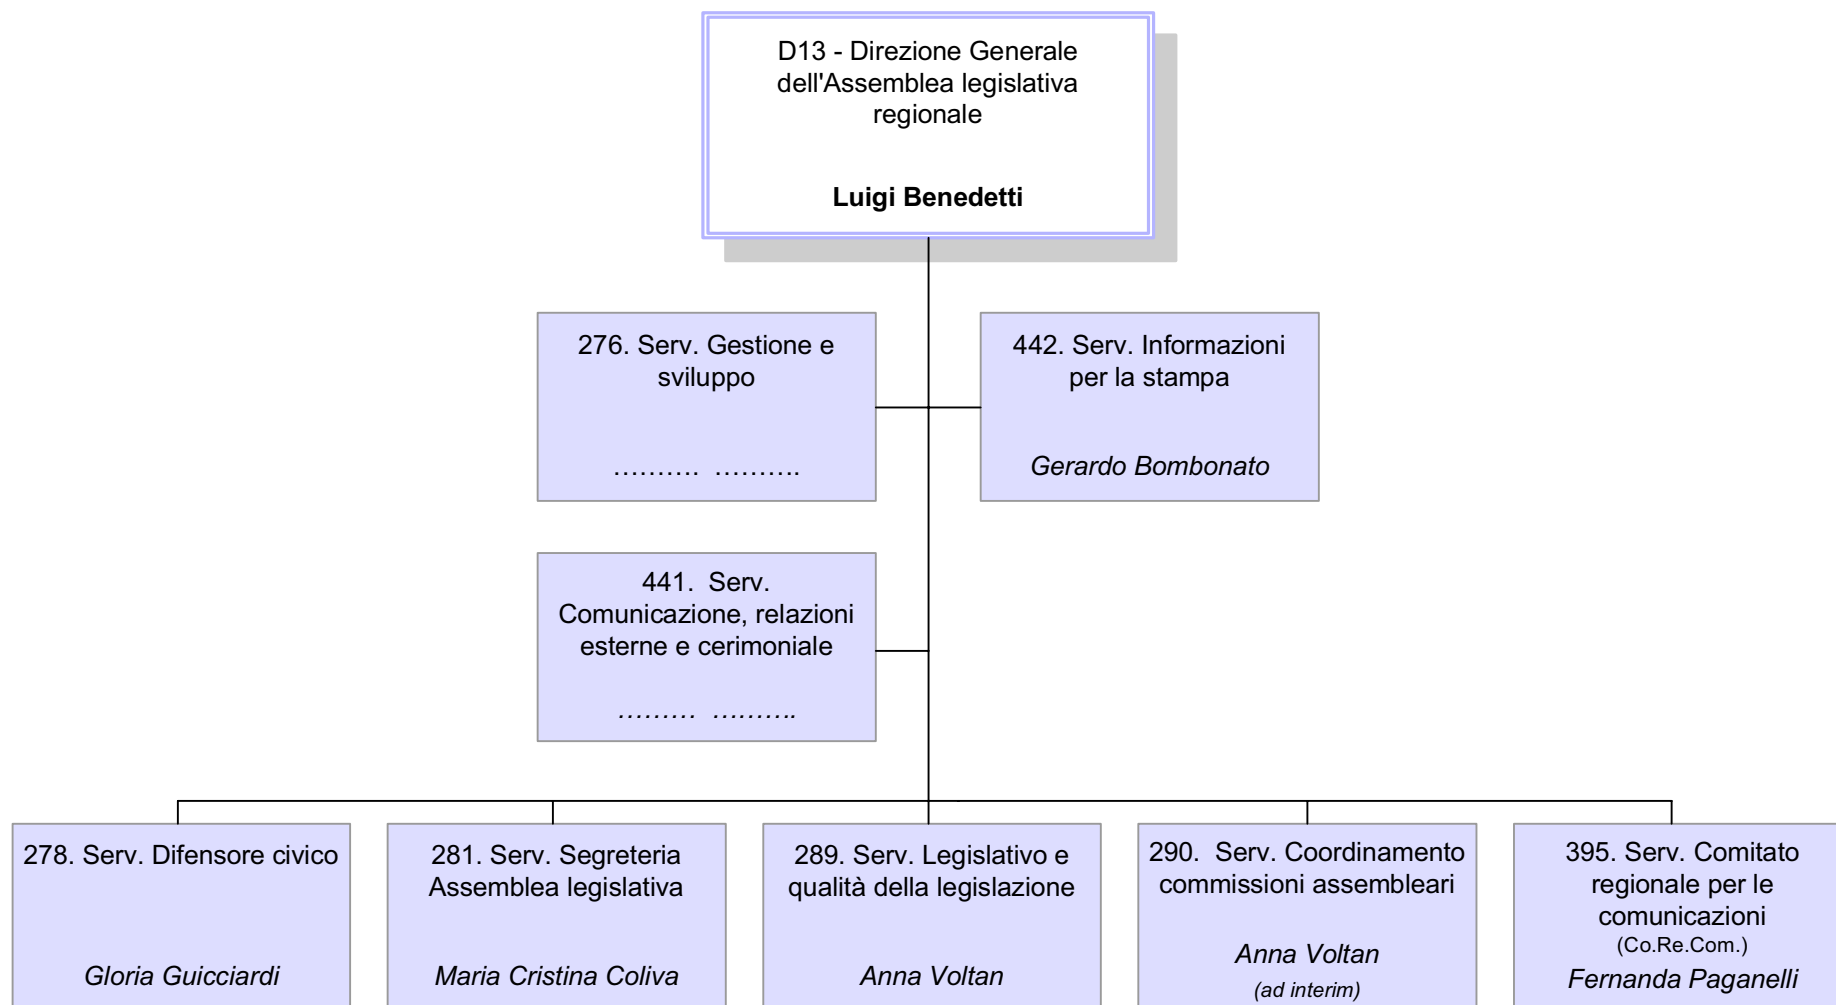 D13 - Direzione Generale
dell'Assemblea legislativa
regionale
Luigi Benedetti
276. Serv. Gestione e
sviluppo
.......... ..........
442. Serv. Informazioni
per la stampa
Gerardo Bombonato
441.  Serv.
Comunicazione, relazioni
esterne e cerimoniale
......... ..........
278. Serv. Difensore civico
Gloria Guicciardi
281. Serv. Segreteria
Assemblea legislativa
Maria Cristina Coliva
289. Serv. Legislativo e
qualità della legislazione
Anna Voltan
290.  Serv. Coordinamento
commissioni assembleari
Anna Voltan
(ad interim)
395. Serv. Comitato
regionale per le
comunicazioni
(Co.Re.Com.)
Fernanda Paganelli